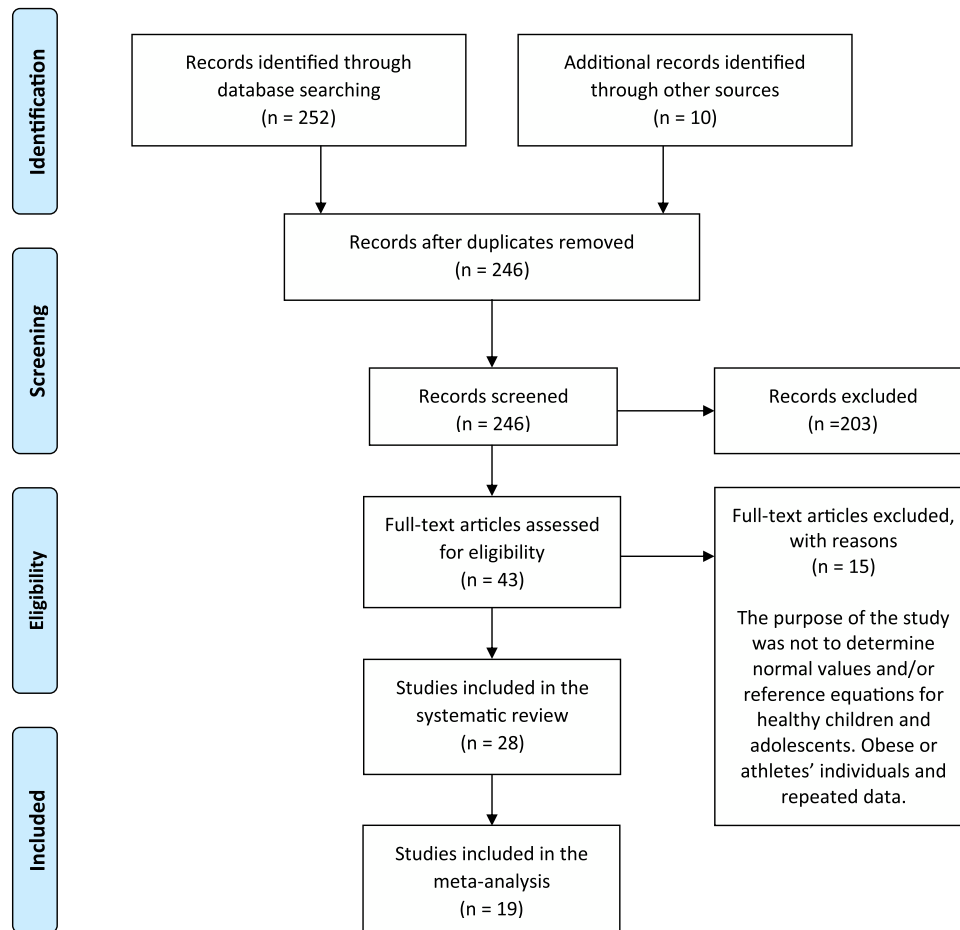 Identification
Records identified through
database searching
(n = 252)
Additional records identified
through other sources
(n = 10)
Records after duplicates removed
(n = 246)
Screening
Records screened
(n = 246)
Records excluded
(n =203)
Eligibility
Full-text articles assessed
for eligibility
(n = 43)
Full-text articles excluded,
with reasons
(n = 15)
The purpose of the study
was not to determine
normal values and/or
reference equations for
healthy children and
adolescents. Obese or
athletes’ individuals and
repeated data.
Studies included in the
systematic review
(n = 28)
Included
Studies included in the
meta-analysis
(n = 19)